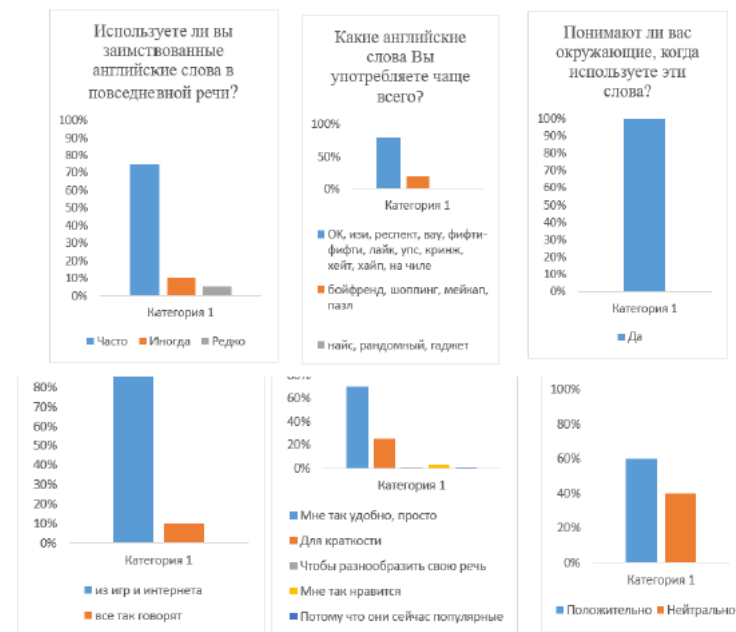 Используете ли вы
заимствованные
английские слова в
повседневной речи?
100%
90%
80%
70%
60%
50%
40%
30%
20%
10%
0%
Категория 1
Часто Иногда Редко
Какие английские
слова Вы
употребляете чаще
всего?
100%
50%
0%
Категория 1
ОК, изи, респект, вау, фифти-
фифти, лайк, упс, кринж,
хейт, хайп, на чиле
бойфренд, шоппинг, мейкап,
пазл
найс, рандомный, гаджет
Понимают ли вас
окружающие, когда
используете эти
слова?
100%
90%
80%
70%
60%
50%
40%
30%
20%
10%
0%
Категория 1
Да
80%
70%
60%
50%
40%
30%
20%
10%
0%
Категория 1
из игр и интернета
все так говорят
60%
40%
20%
0%
Категория 1
Мне так удобно, просто
Для краткости
Чтобы разнообразить свою речь
Мне так нравится
Потому что они сейчас популярные
100%
80%
60%
40%
20%
0%
Категория 1
Положительно Нейтрально